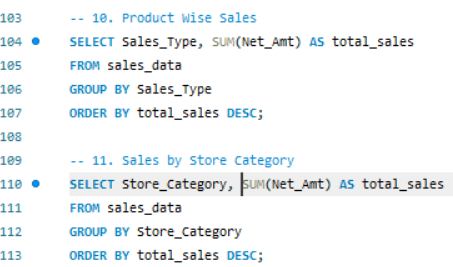 103 -- 10. Product Wise Sales
104 SELECT Sales_Type, SUM(Net_Amt) AS total_sales
105 FROM sales_data
106 GROUP BY Sales_Type
107 ORDER BY total_sales DESC;
108
109 -- 11. Sales by Store Category
110 SELECT Store_Category, SUM(Net_Amt) AS total_sales
111 FROM sales_data
112 GROUP BY Store_Category
113 ORDER BY total_sales DESC;